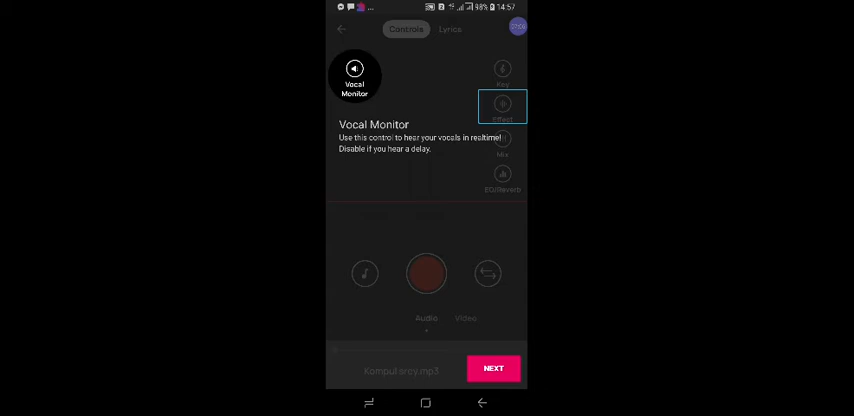 ... 98% 14:57
Controls Lyrics
Vocal
Monitor
Key
Effect
Vocal Monitor
Use this control to hear your vocals in realtime!
Disable if you hear a delay.
Mix
EQ/Reverb
Audio Video
Kompul srcy.mp3
NEXT